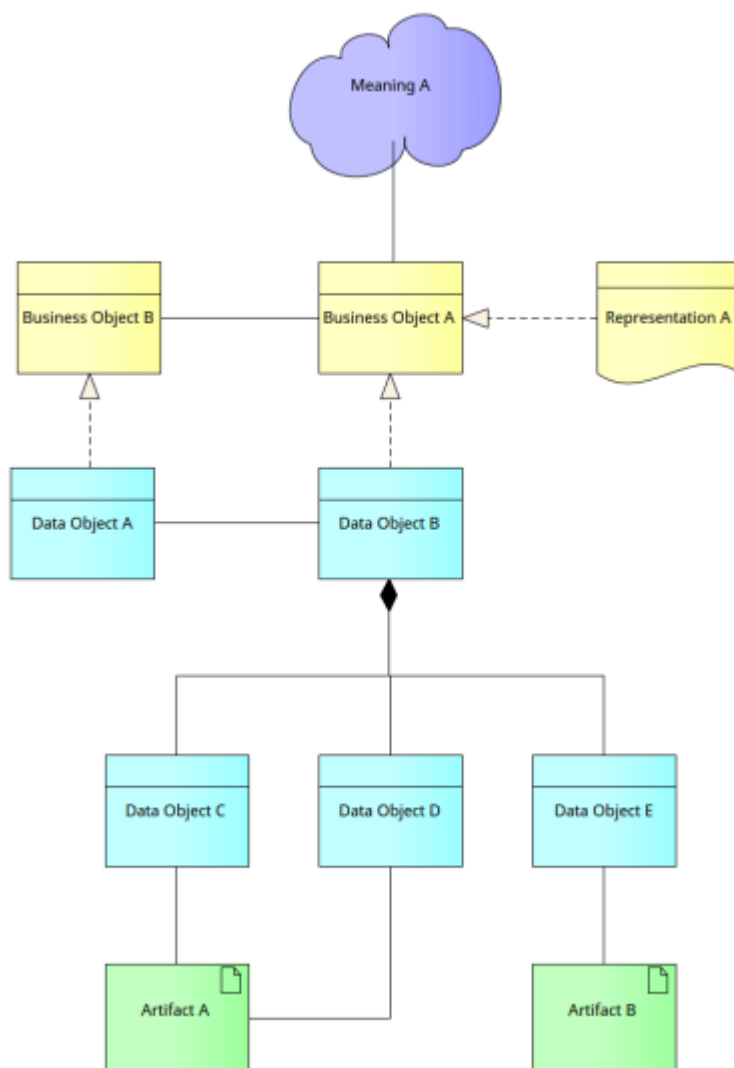 Meaning A
Business Object B
Business Object A
Representation A
Data Object A
Data Object B
Data Object C
Data Object D
Data Object E
Artifact A
Artifact B